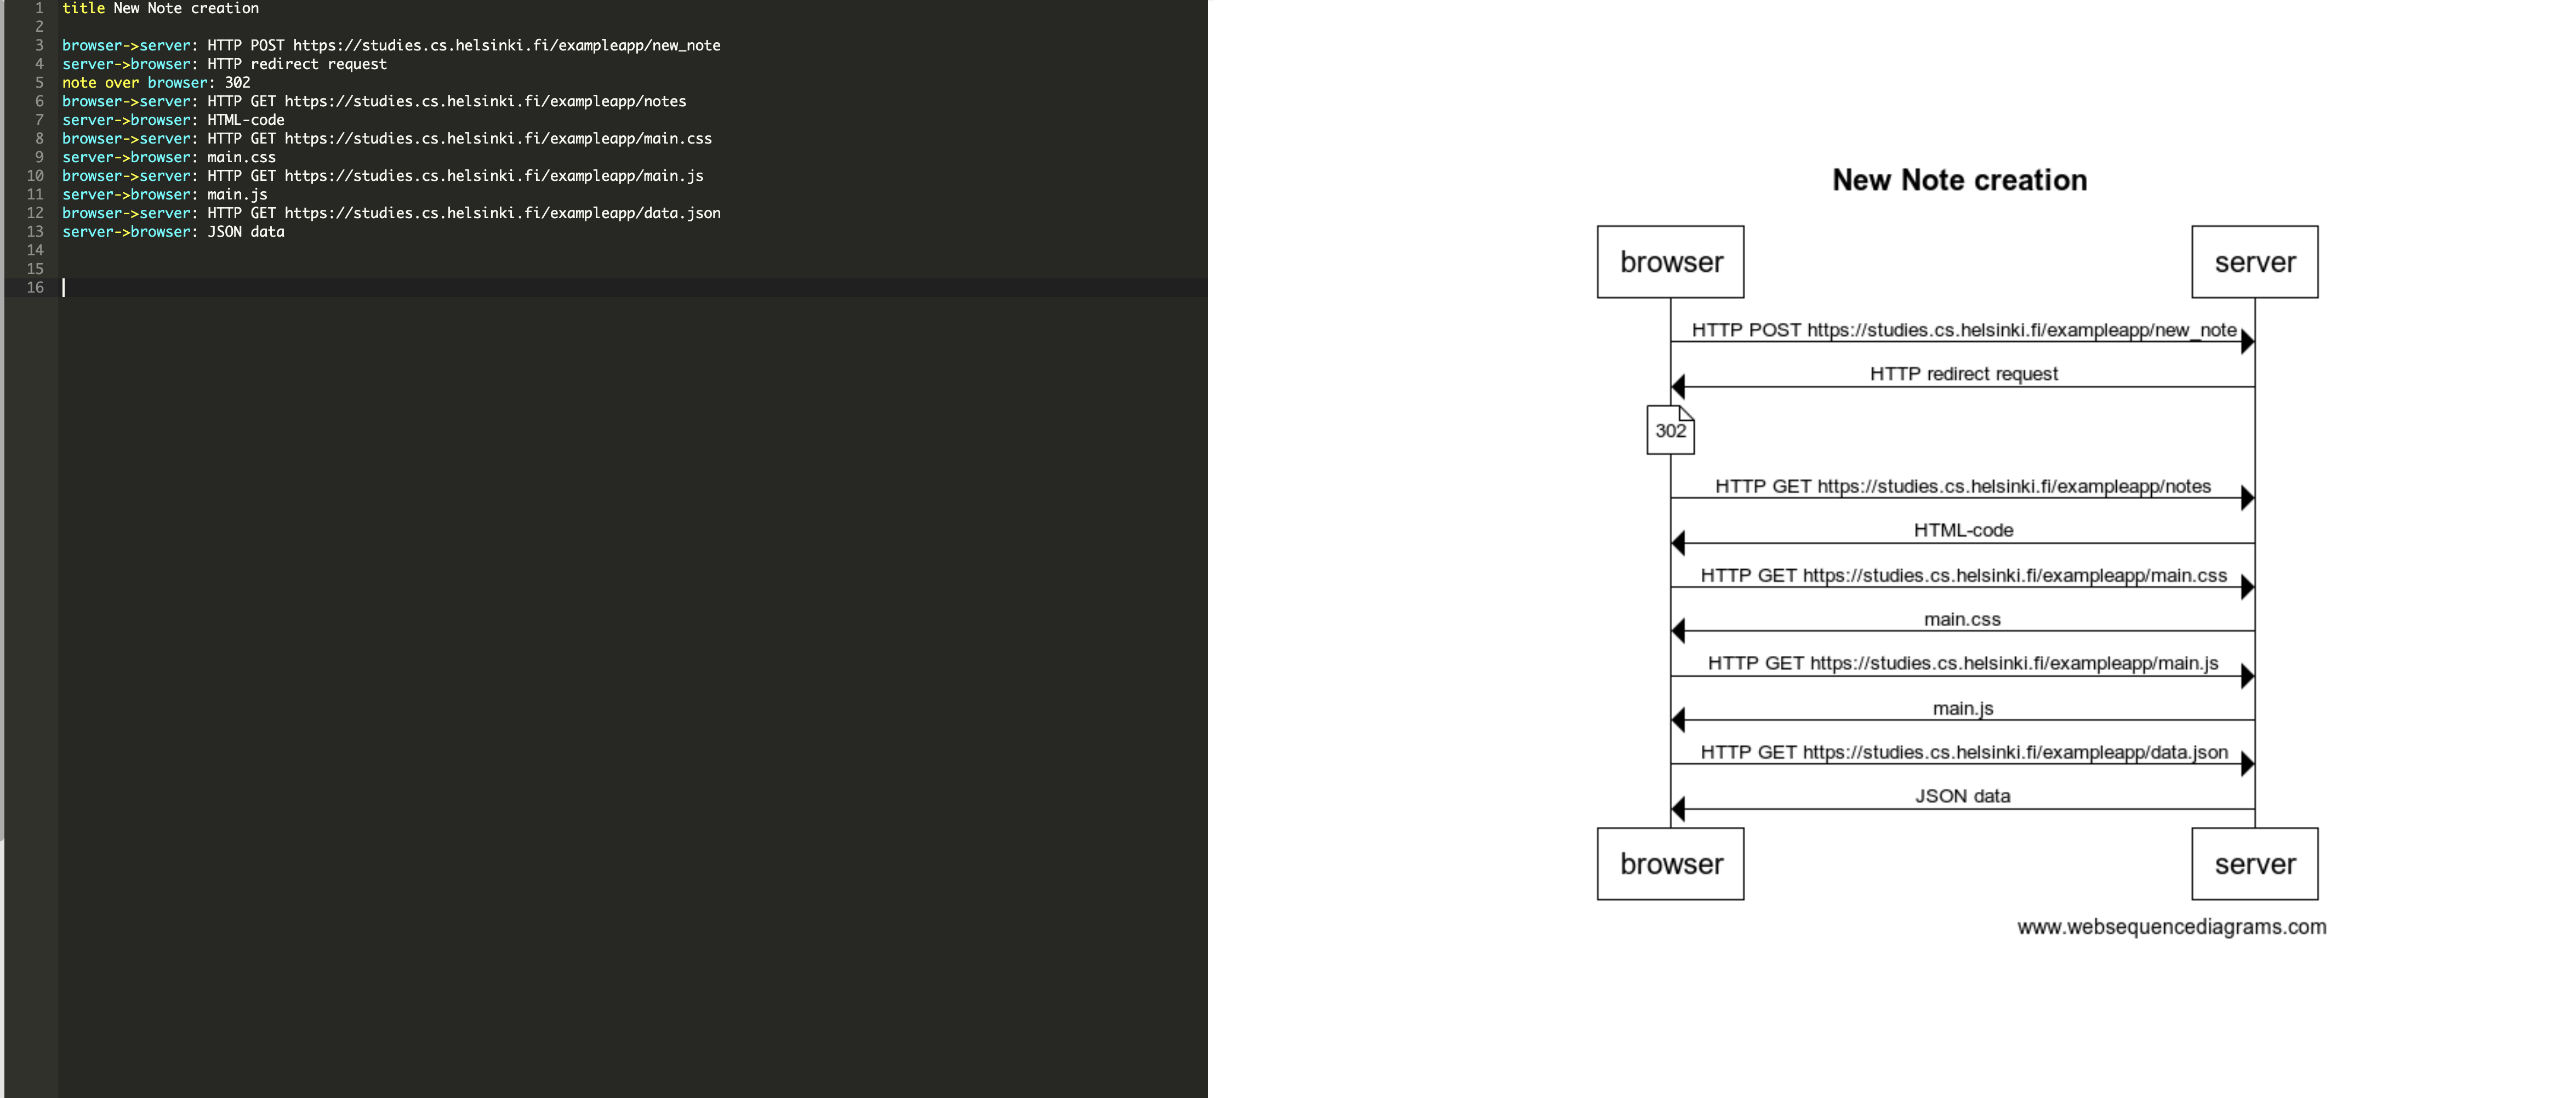 1 title New Note creation
2
3 browser->server: HTTP POST https://studies.cs.helsinki.fi/exampleapp/new_note
4 server->browser: HTTP redirect request
5 note over browser: 302
6 browser->server: HTTP GET https://studies.cs.helsinki.fi/exampleapp/notes
7 server->browser: HTML-code
8 browser->server: HTTP GET https://studies.cs.helsinki.fi/exampleapp/main.css
9 server->browser: main.css
10 browser->server: HTTP GET https://studies.cs.helsinki.fi/exampleapp/main.js
11 server->browser: main.js
12 browser->server: HTTP GET https://studies.cs.helsinki.fi/exampleapp/data.json
13 server->browser: JSON data
14
15
16
New Note creation
browser server
HTTP POST https://studies.cs.helsinki.fi/exampleapp/new_note
HTTP redirect request
302
HTTP GET https://studies.cs.helsinki.fi/exampleapp/notes
HTML-code
HTTP GET https://studies.cs.helsinki.fi/exampleapp/main.css
main.css
HTTP GET https://studies.cs.helsinki.fi/exampleapp/main.js
main.js
HTTP GET https://studies.cs.helsinki.fi/exampleapp/data.json
JSON data
browser server
www.websequencediagrams.com